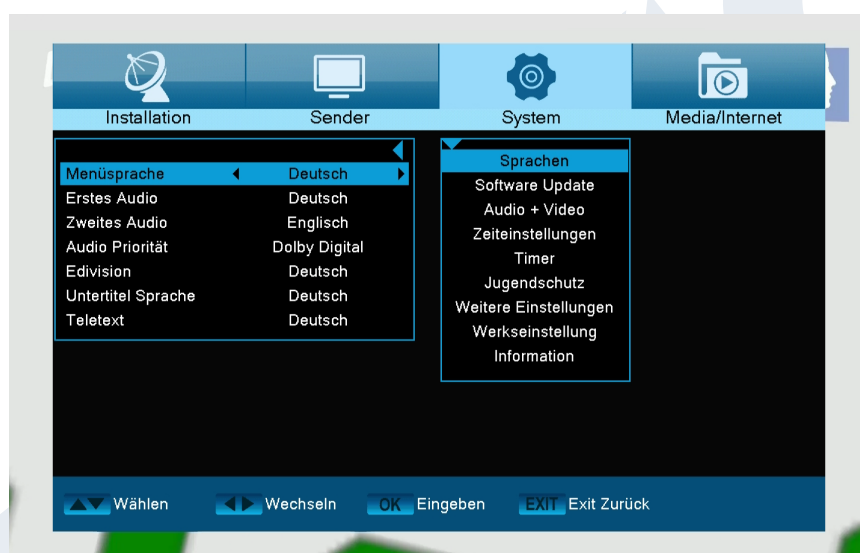 Installation Sender System Media/Internet
Menüsprache Deutsch
Erstes Audio Deutsch
Zweites Audio Englisch
Audio Priorität Dolby Digital
Edivision Deutsch
Untertitel Sprache Deutsch
Teletext Deutsch
Sprachen
Software Update
Audio + Video
Zeiteinstellungen
Timer
Jugendschutz
Weitere Einstellungen
Werkseinstellung
Information
Wählen Wechseln OK Eingeben EXIT Exit Zurück